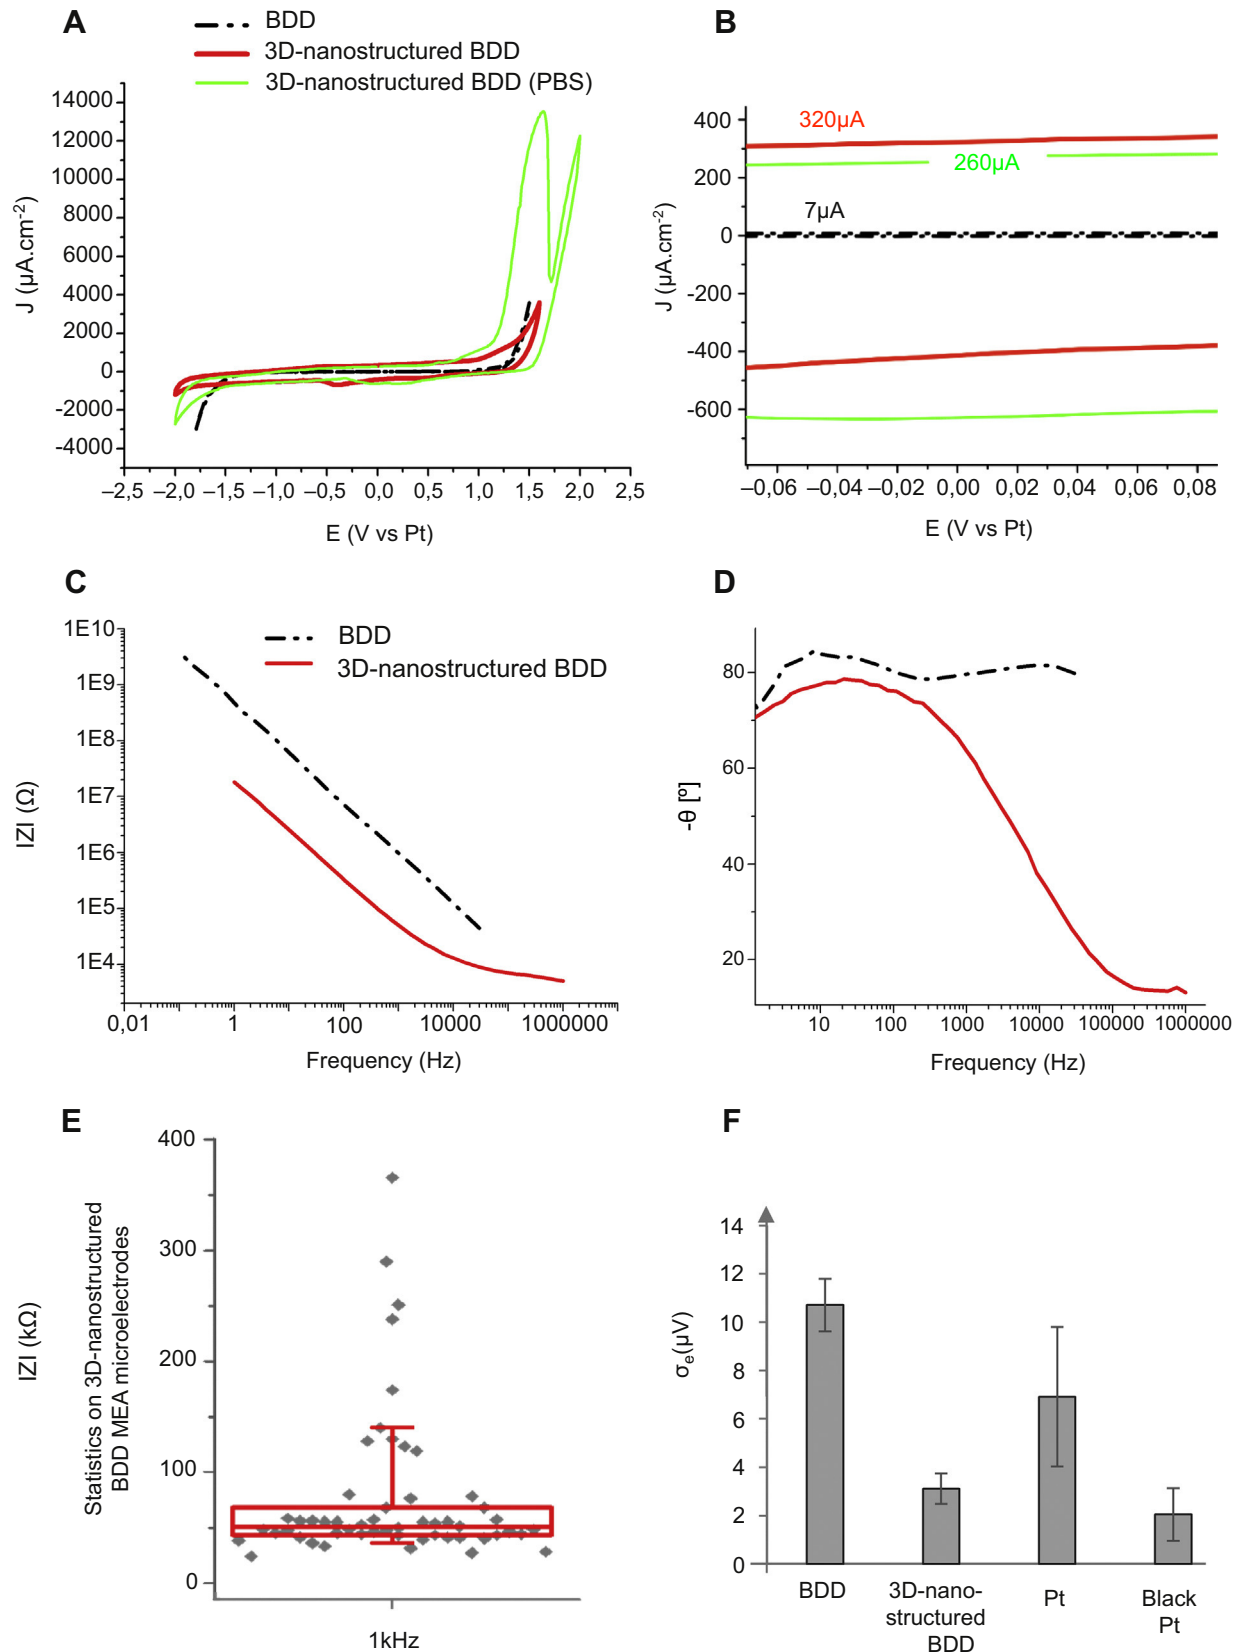 A
BDD
3D-nanostructured BDD
3D-nanostructured BDD (PBS)
14000
12000
10000
8000
6000
4000
2000
0
-2000
-4000
J (µA.cm-2)
–2,5 –2,0 –1,5 –1,0 –0,5 0,0 0,5 1,0 1,5 2,0 2,5
E (V vs Pt)
B
400
200
0
-200
-400
-600
J (µA.cm-2)
320µA
260µA
7µA
–0,06 –0,04 –0,02 0,00 0,02 0,04 0,06 0,08
E (V vs Pt)
C
BDD
3D-nanostructured BDD
1E10
1E9
1E8
1E7
1E6
1E5
1E4
IZI (Ω)
0.01 1 100 10000 1000000
Frequency (Hz)
D
80
60
40
20
-θ [º]
10 100 1000 10000 100000 1000000
Frequency (Hz)
E
400
300
200
100
0
IZI (kΩ)
Statistics on 3D-nanostructured
BDD MEA microelectrodes
1kHz
F
14
12
10
8
6
4
2
0
σe(µV)
BDD
3D-nano-
structured
BDD
Pt
Black
Pt